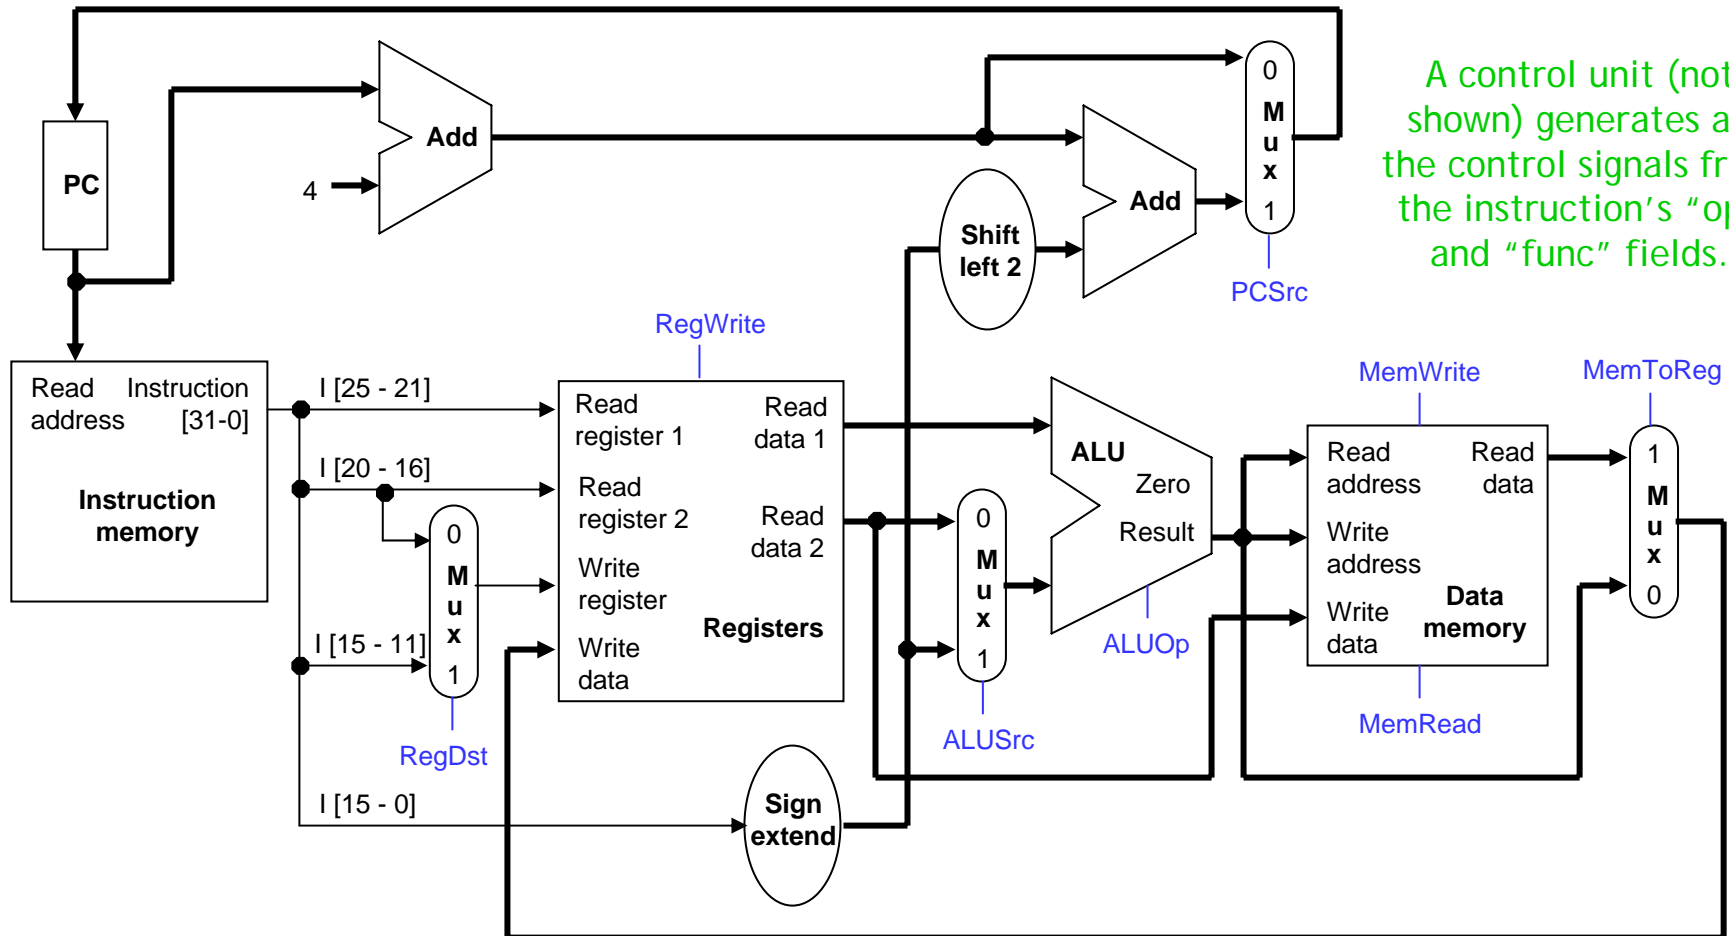 A control unit (not
shown) generates a
the control signals fr
the instruction's “op
and “func” fields.
PC
Add
4
Add
Shift
left 2
0
M
u
x
1
PCSrc
RegWrite
Read
address
Instruction
[31-0]
Instruction
memory
I [25 - 21]
I [20 - 16]
I [15 - 11]
I [15 - 0]
0
M
u
x
1
RegDst
Read
register 1
Read
register 2
Write
register
Write
data
Read
data 1
Read
data 2
Registers
Sign
extend
0
M
u
x
1
ALUSrc
ALU
Zero
Result
ALUOp
MemWrite
Read
address
Write
address
Write
data
Read
data
Data
memory
MemRead
MemToReg
1
M
u
x
0